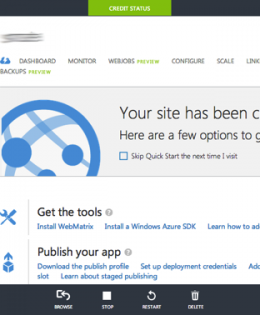 CREDIT STATUS
DASHBOARD MONITOR WEBJOBS PREVIEW CONFIGURE SCALE LINK
BACKUPS PREVIEW
Your site has been c
Here are a few options to g
Skip Quick Start the next time I visit
Get the tools ?
Install WebMatrix Install a Windows Azure SDK Learn how to add
Publish your app ?
Download the publish profile Set up deployment credentials Add
slot Learn about staged publishing
BROWSE STOP RESTART DELETE